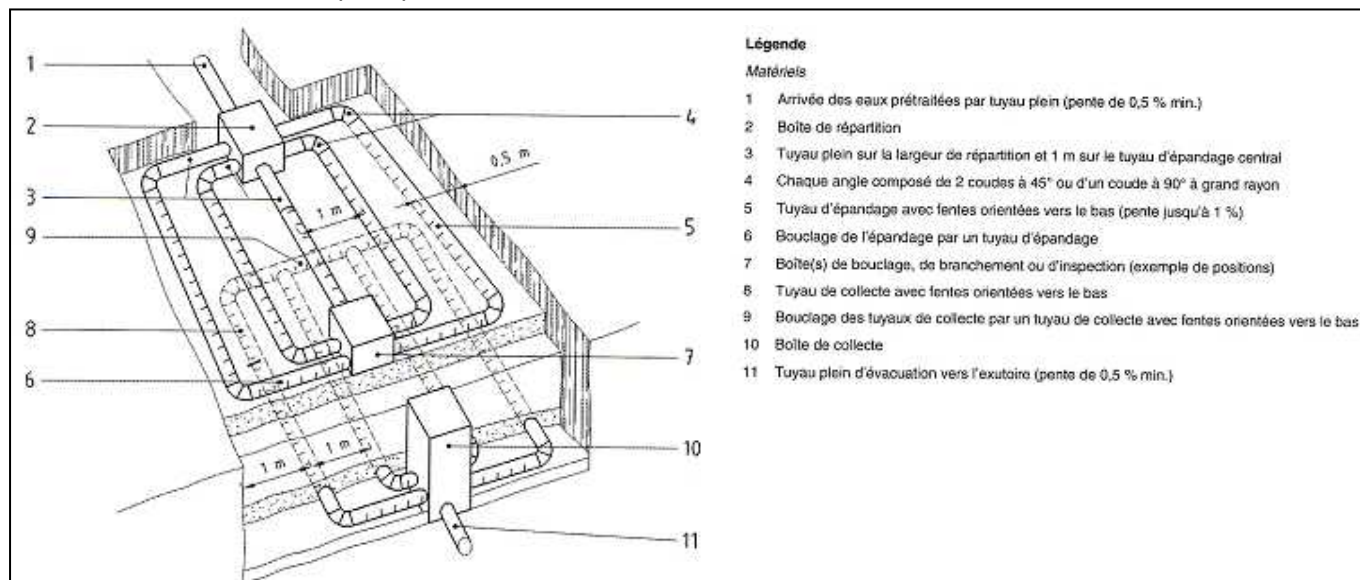 1
2
3
9
8
6
4
0,5 m
1 m
5
7
1 m
1 m
10
11
Légende
Matériels
1 Arrivée des eaux prétraitées par tuyau plein (pente de 0,5 % min.)
2 Boîte de répartition
3 Tuyau plein sur la largeur de répartition et 1 m sur le tuyau d'épandage central
4 Chaque angle composé de 2 coudes à 45° ou d'un coude à 90° à grand rayon
5 Tuyau d'épandage avec fentes orientées vers le bas (pente jusqu'à 1 %)
6 Bouclage de l'épandage par un tuyau d'épandage
7 Boîte(s) de bouclage, de branchement ou d'inspection (exemple de positions)
8 Tuyau de collecte avec fentes orientées vers le bas
9 Bouclage des tuyaux de collecte par un tuyau de collecte avec fentes orientées vers le bas
10 Boîte de collecte
11 Tuyau plein d'évacuation vers l'exutoire (pente de 0,5 % min.)